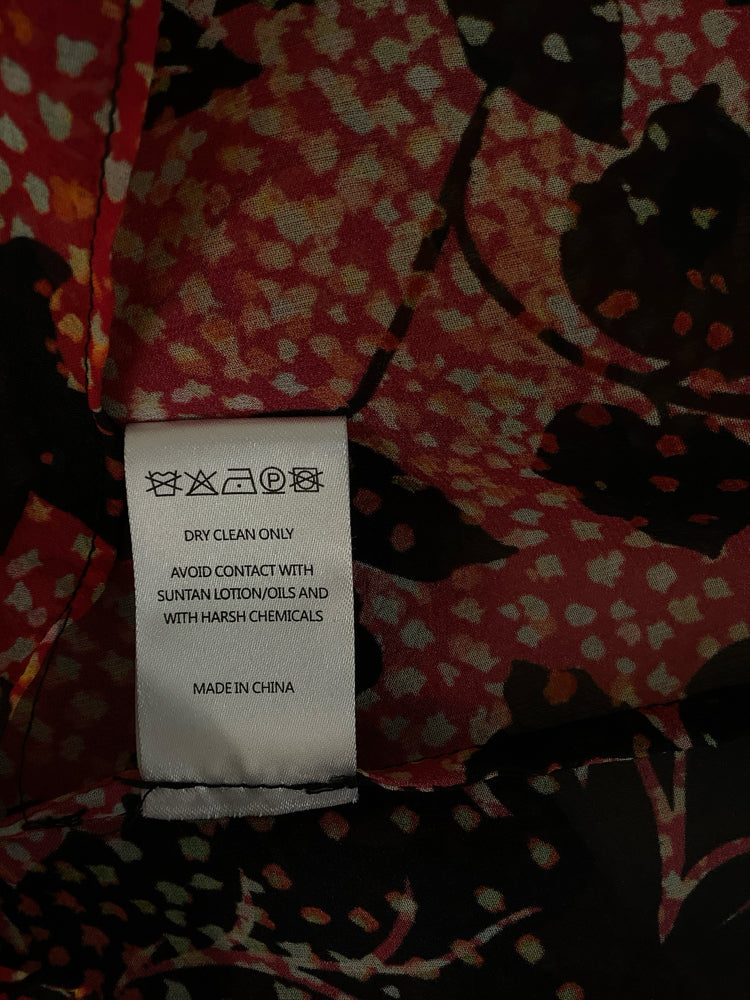 P
DRY CLEAN ONLY
AVOID CONTACT WITH
SUNTAN LOTION/OILS AND
WITH HARSH CHEMICALS
MADE IN CHINA